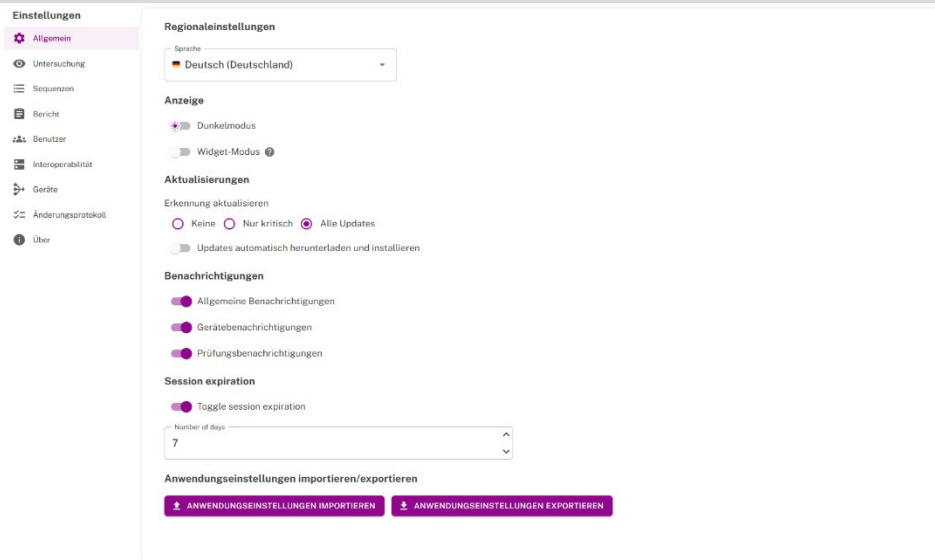 Einstellungen
Allgemein
Untersuchung
Sequenzen
Bericht
Benutzer
Interoperabilität
Geräte
Änderungsprotokoll
Über
Regionaleinstellungen
Sprache
Deutsch (Deutschland)
Anzeige
Dunkelmodus
Widget-Modus ?
Aktualisierungen
Erkennung aktualisieren
Keine Nur kritisch Alle Updates
Updates automatisch herunterladen und installieren
Benachrichtigungen
Allgemeine Benachrichtigungen
Gerätebenachrichtigungen
Prüfungsbenachrichtigungen
Session expiration
Toggle session expiration
Number of days
7
Anwendungseinstellungen importieren/exportieren
ANWENDUNGSEINSTELLUNGEN IMPORTIEREN ANWENDUNGSEINSTELLUNGEN EXPORTIEREN